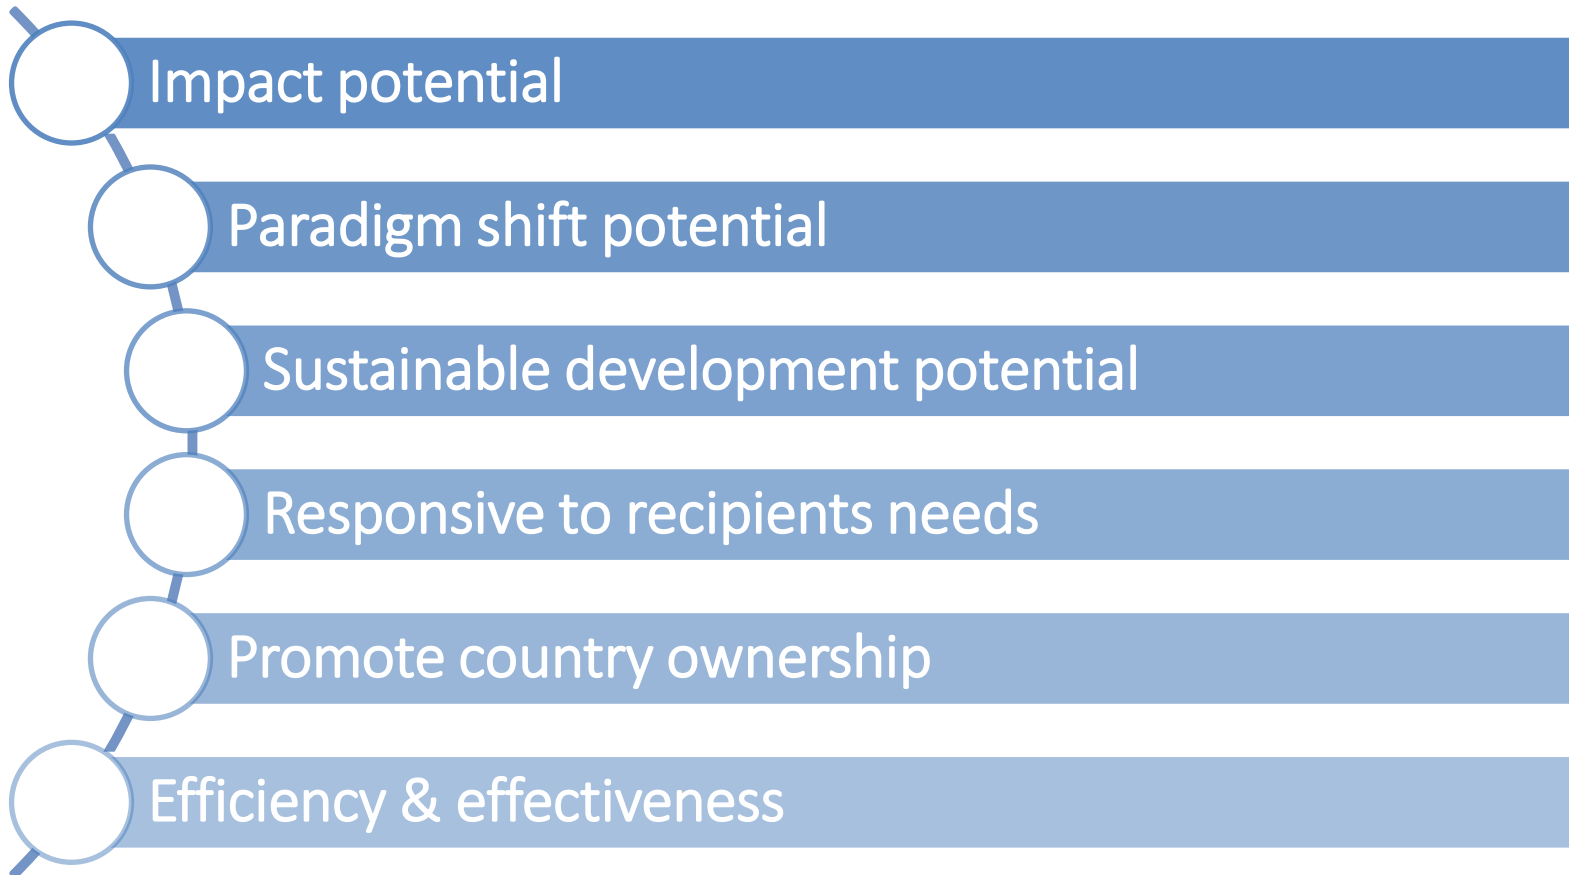 Impact potential
Paradigm shift potential
Sustainable development potential
Responsive to recipients needs
Promote country ownership
Efficiency & effectiveness